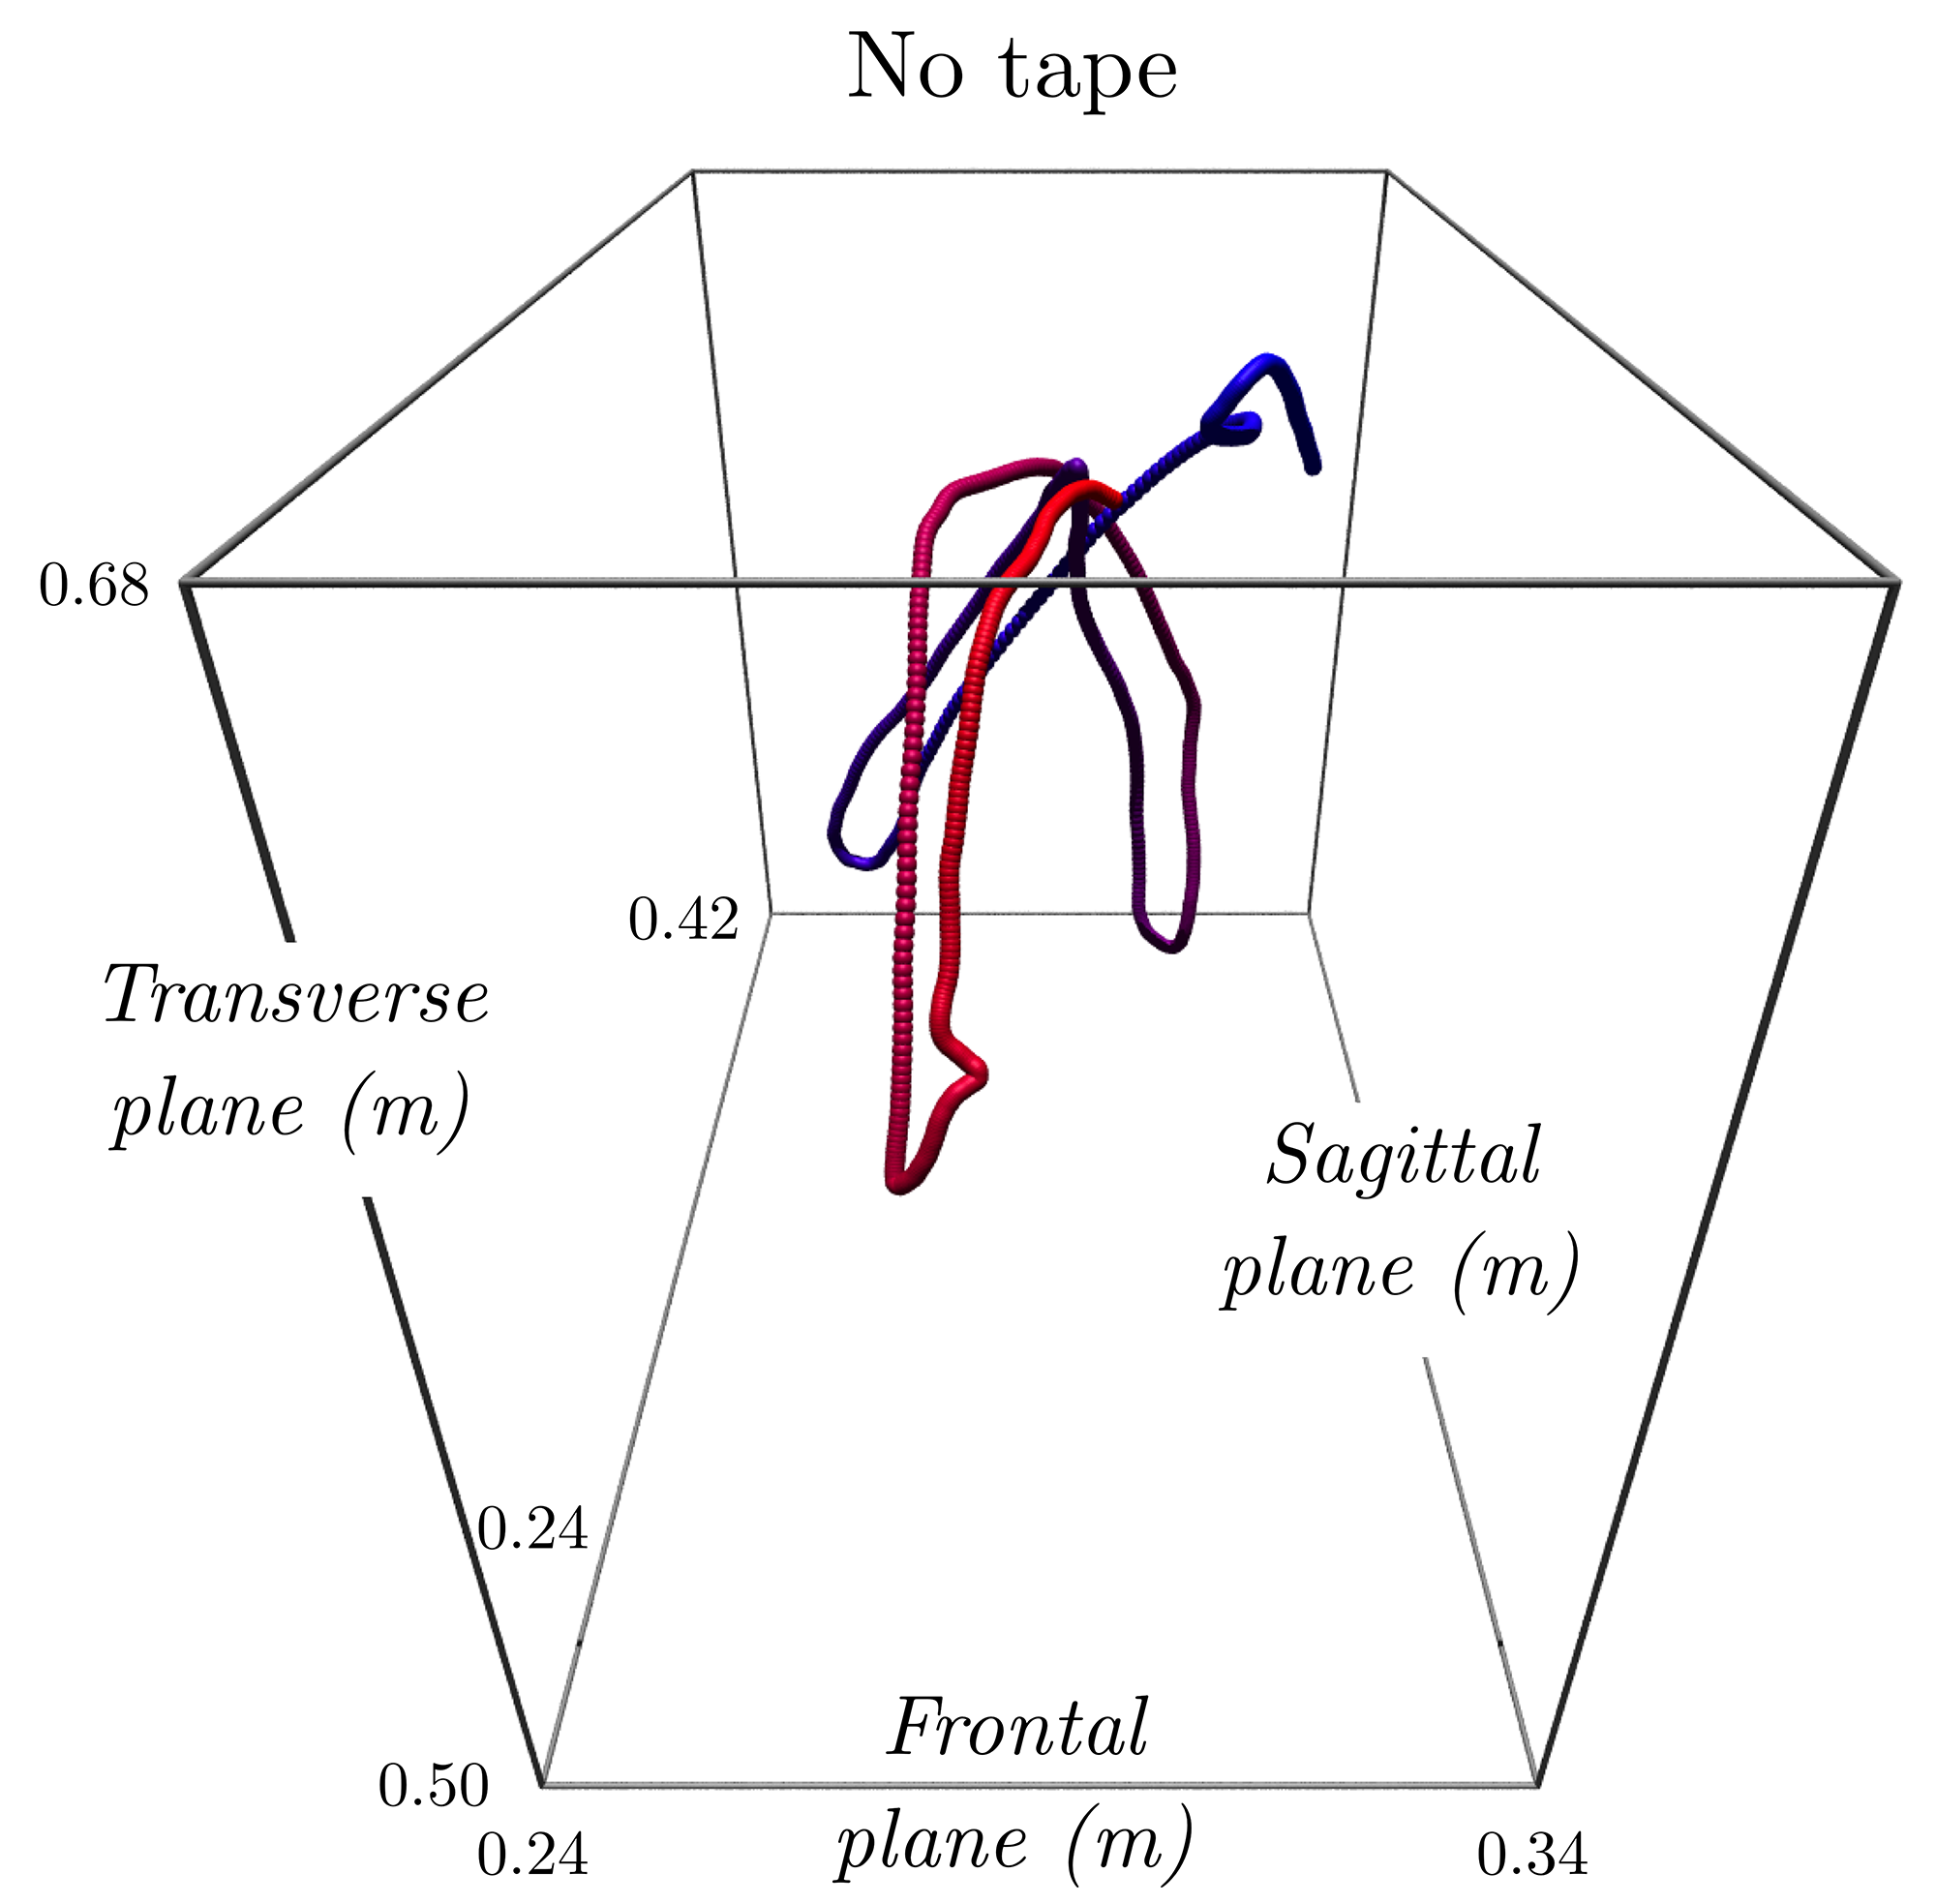 No tape
0.68
0.42
Transverse
plane (m)
Sagittal
plane (m)
0.24
Frontal
plane (m)
0.50
0.24
0.34